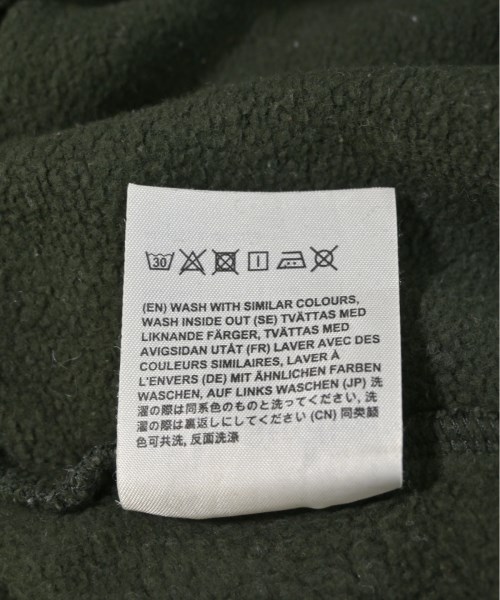 30
(EN) WASH WITH SIMILAR COLOURS,
WASH INSIDE OUT (SE) TVÄTTAS MED
LIKNANDE FÄRGER, TVÄTTAS MED
AVIGSIDAN UTÅT (FR) LAVER AVEC DES
COULEURS SIMILAIRES, LAVER À
L'ENVERS (DE) MIT ÄHNLICHEN FARBEN
WASCHEN, AUF LINKS WASCHEN (JP) 洗
濯の際は同系色のものと洗ってください, 洗
濯の際は裏返しにしてください (CN) 同类颜
色可共洗, 反面洗涤